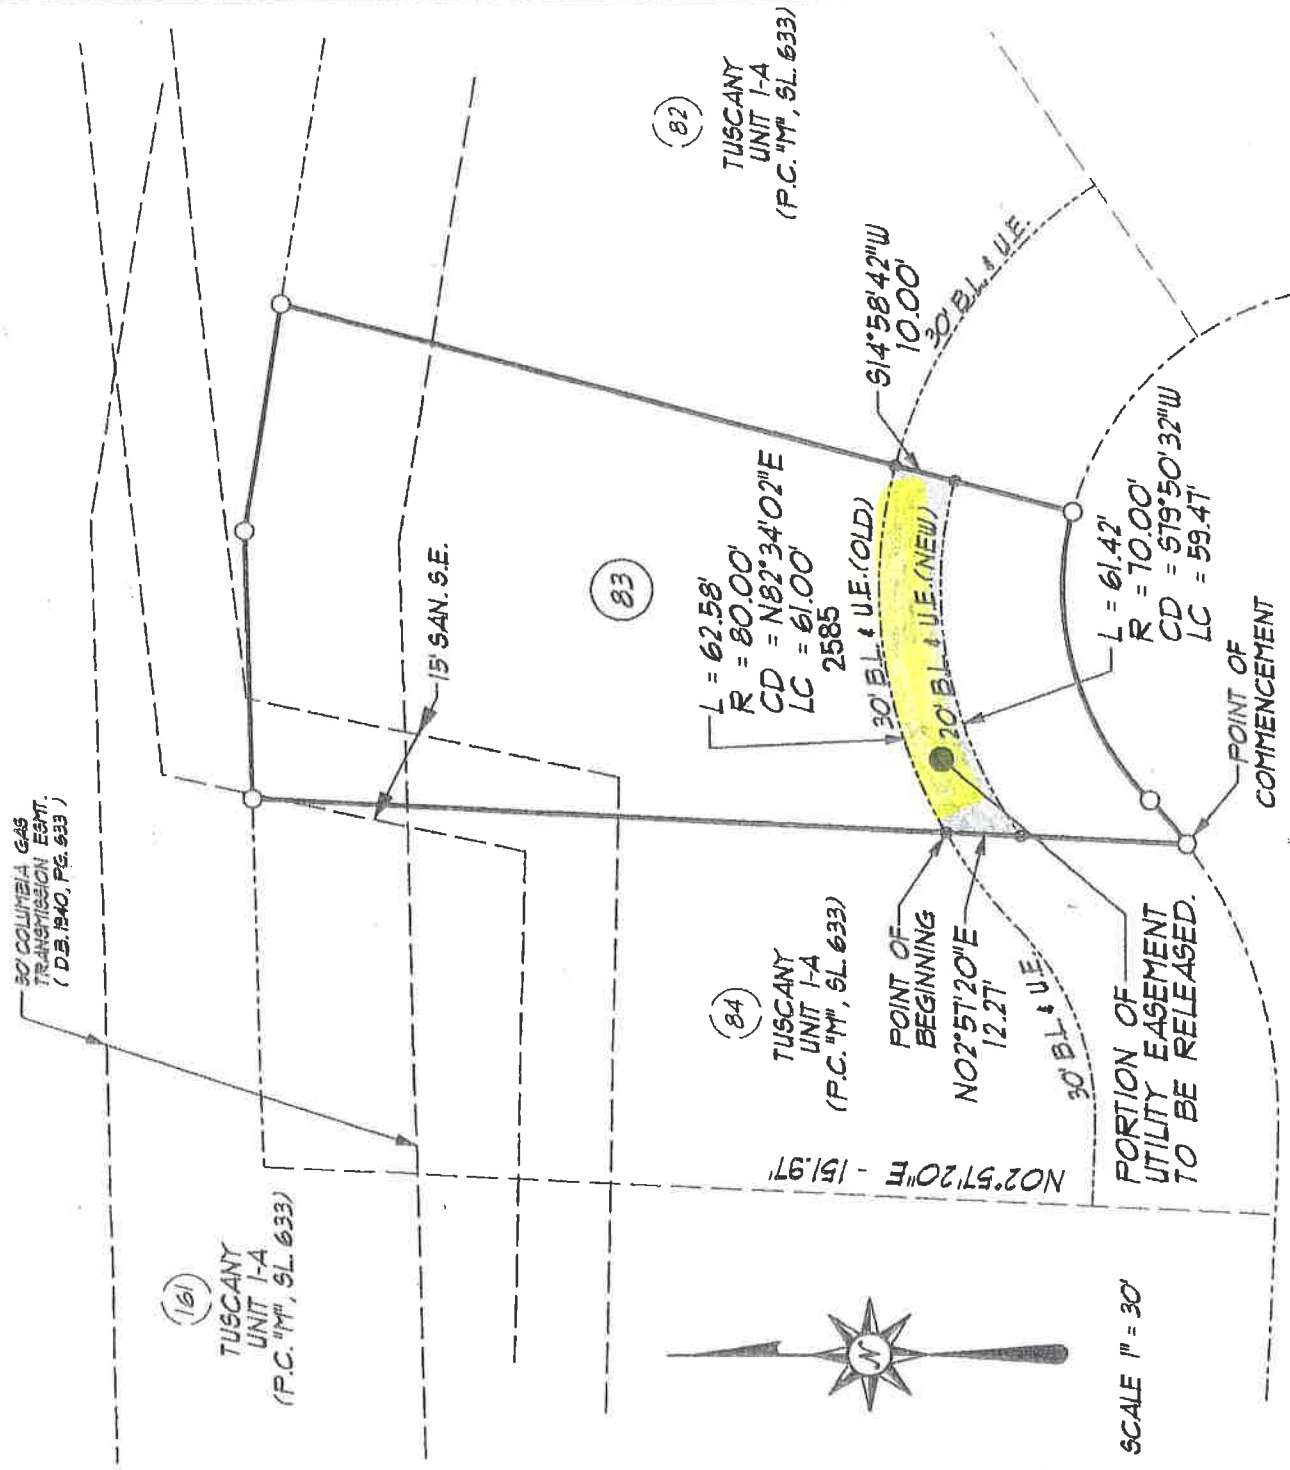 30' COLUMBIA GAS
TRANSMISSION ESMT.
( D.B. 1940, PG. 633 )
161
TUSCANY
UNIT 1-A
(P.C. "M", SL. 633)
15' SAN. S.E.
83
82
TUSCANY
UNIT 1-A
(P.C. "M", SL. 633)
L = 62.58'
R = 80.00'
CD = N82°34'02"E
LC = 61.00'
2585
30' B.L. & U.E. (OLD)
20' B.L. & U.E. (NEW)
S14°58'42"W
10.00'
30' B.L. & U.E.
L = 61.42'
R = 70.00'
CD = S79°50'32"W
LC = 59.47'
POINT OF
COMMENCEMENT
84
TUSCANY
UNIT 1-A
(P.C. "M", SL. 633)
POINT OF
BEGINNING
N02°57'20"E
12.27'
30' B.L. & U.E.
PORTION OF
UTILITY EASEMENT
TO BE RELEASED.
N02°57'20"E - 151.97'
N
SCALE 1" = 30'